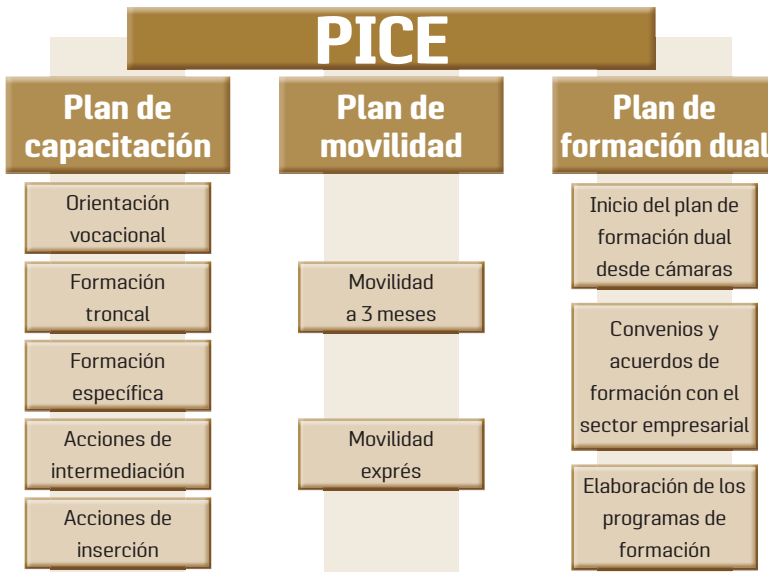 PICE
Plan de
capacitación
Orientación
vocacional
Formación
troncal
Formación
específica
Acciones de
intermediación
Acciones de
inserción
Plan de
movilidad
Movilidad
a 3 meses
Movilidad
exprés
Plan de
formación dual
Inicio del plan de
formación dual
desde cámaras
Convenios y
acuerdos de
formación con el
sector empresarial
Elaboración de los
programas de
formación